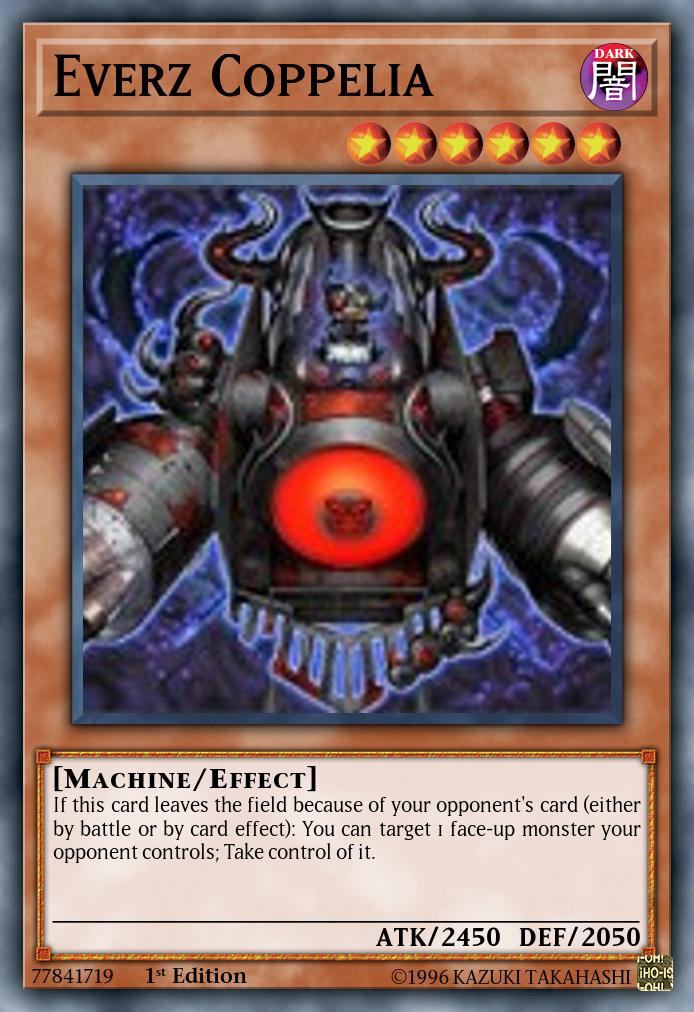 Everz Coppelia
DARK
闇
[Machine/Effect]
If this card leaves the field because of your opponent's card (either
by battle or by card effect): You can target 1 face-up monster your
opponent controls; Take control of it.
ATK/2450 DEF/2050
77841719 1st Edition ©1996 KAZUKI TAKAHASHI